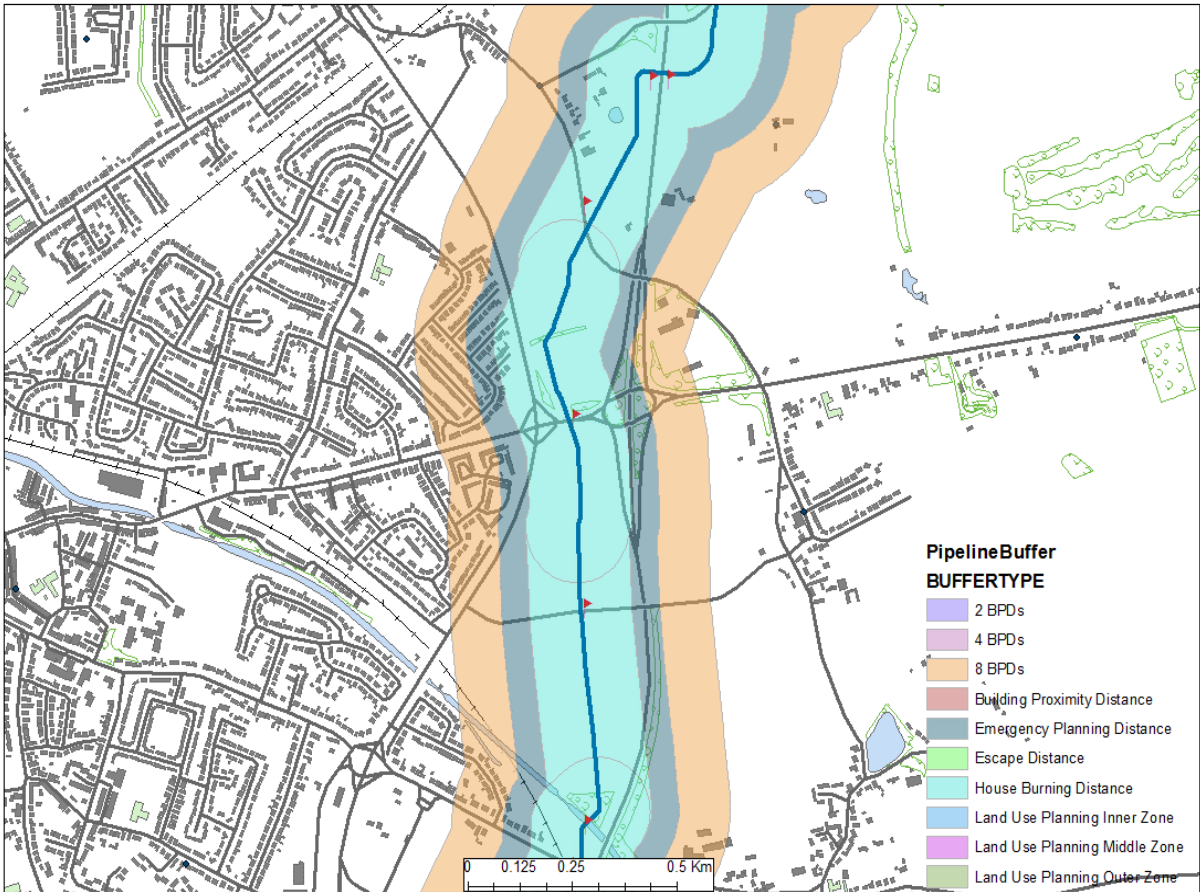 PipelineBuffer
BUFFERTYPE
2 BPDs
4 BPDs
8 BPDs
Building Proximity Distance
Emergency Planning Distance
Escape Distance
House Burning Distance
Land Use Planning Inner Zone
Land Use Planning Middle Zone
Land Use Planning Outer Zone
0 0.125 0.25 0.5 Km